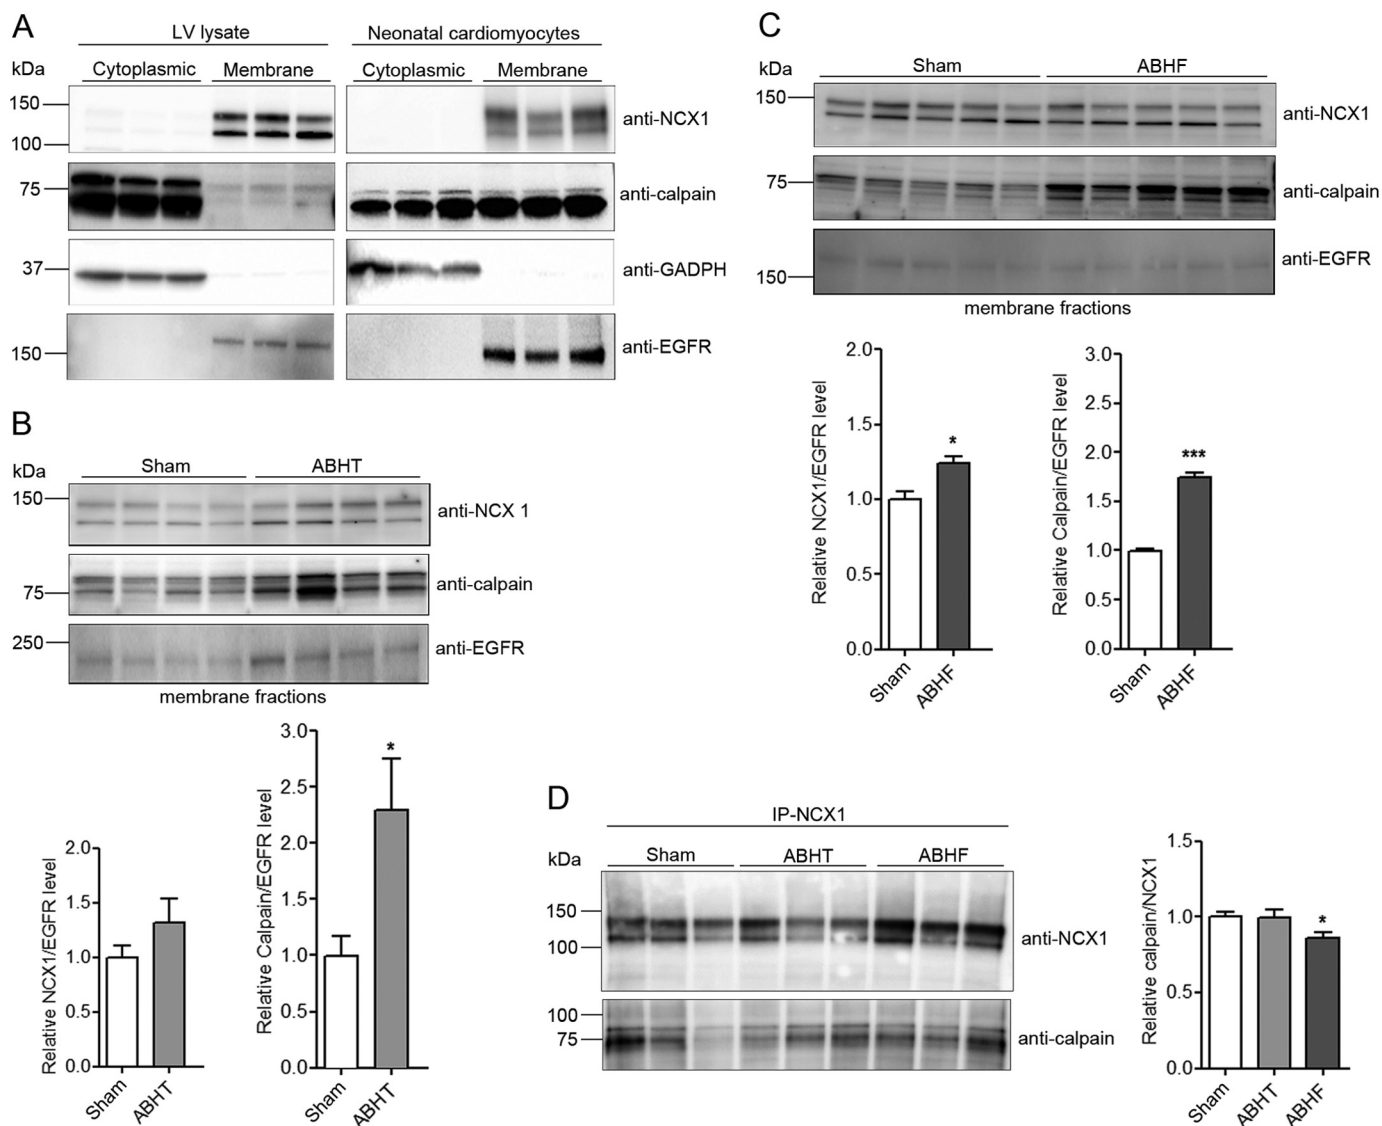 A
LV lysate
Neonatal cardiomyocytes
kDa
Cytoplasmic
Membrane
Cytoplasmic
Membrane
150
100
anti-NCX1
75
anti-calpain
37
anti-GADPH
150
anti-EGFR
B
kDa
Sham
ABHT
150
anti-NCX 1
75
anti-calpain
250
anti-EGFR
membrane fractions
Relative NCX1/EGFR level
2.0
1.5
1.0
0.5
0.0
Sham
ABHT
Relative Calpain/EGFR level
3.0
2.5
2.0
1.5
1.0
0.5
0.0
*
Sham
ABHT
C
kDa
Sham
ABHF
150
anti-NCX1
75
anti-calpain
150
anti-EGFR
membrane fractions
Relative NCX1/EGFR level
2.0
1.5
1.0
0.5
0.0
*
Sham
ABHF
Relative Calpain/EGFR level
3.0
2.5
2.0
1.5
1.0
0.5
0.0
***
Sham
ABHF
D
IP-NCX1
kDa
Sham
ABHT
ABHF
150
100
anti-NCX1
100
75
anti-calpain
Relative calpain/NCX1
1.5
1.0
0.5
0.0
*
Sham
ABHT
ABHF